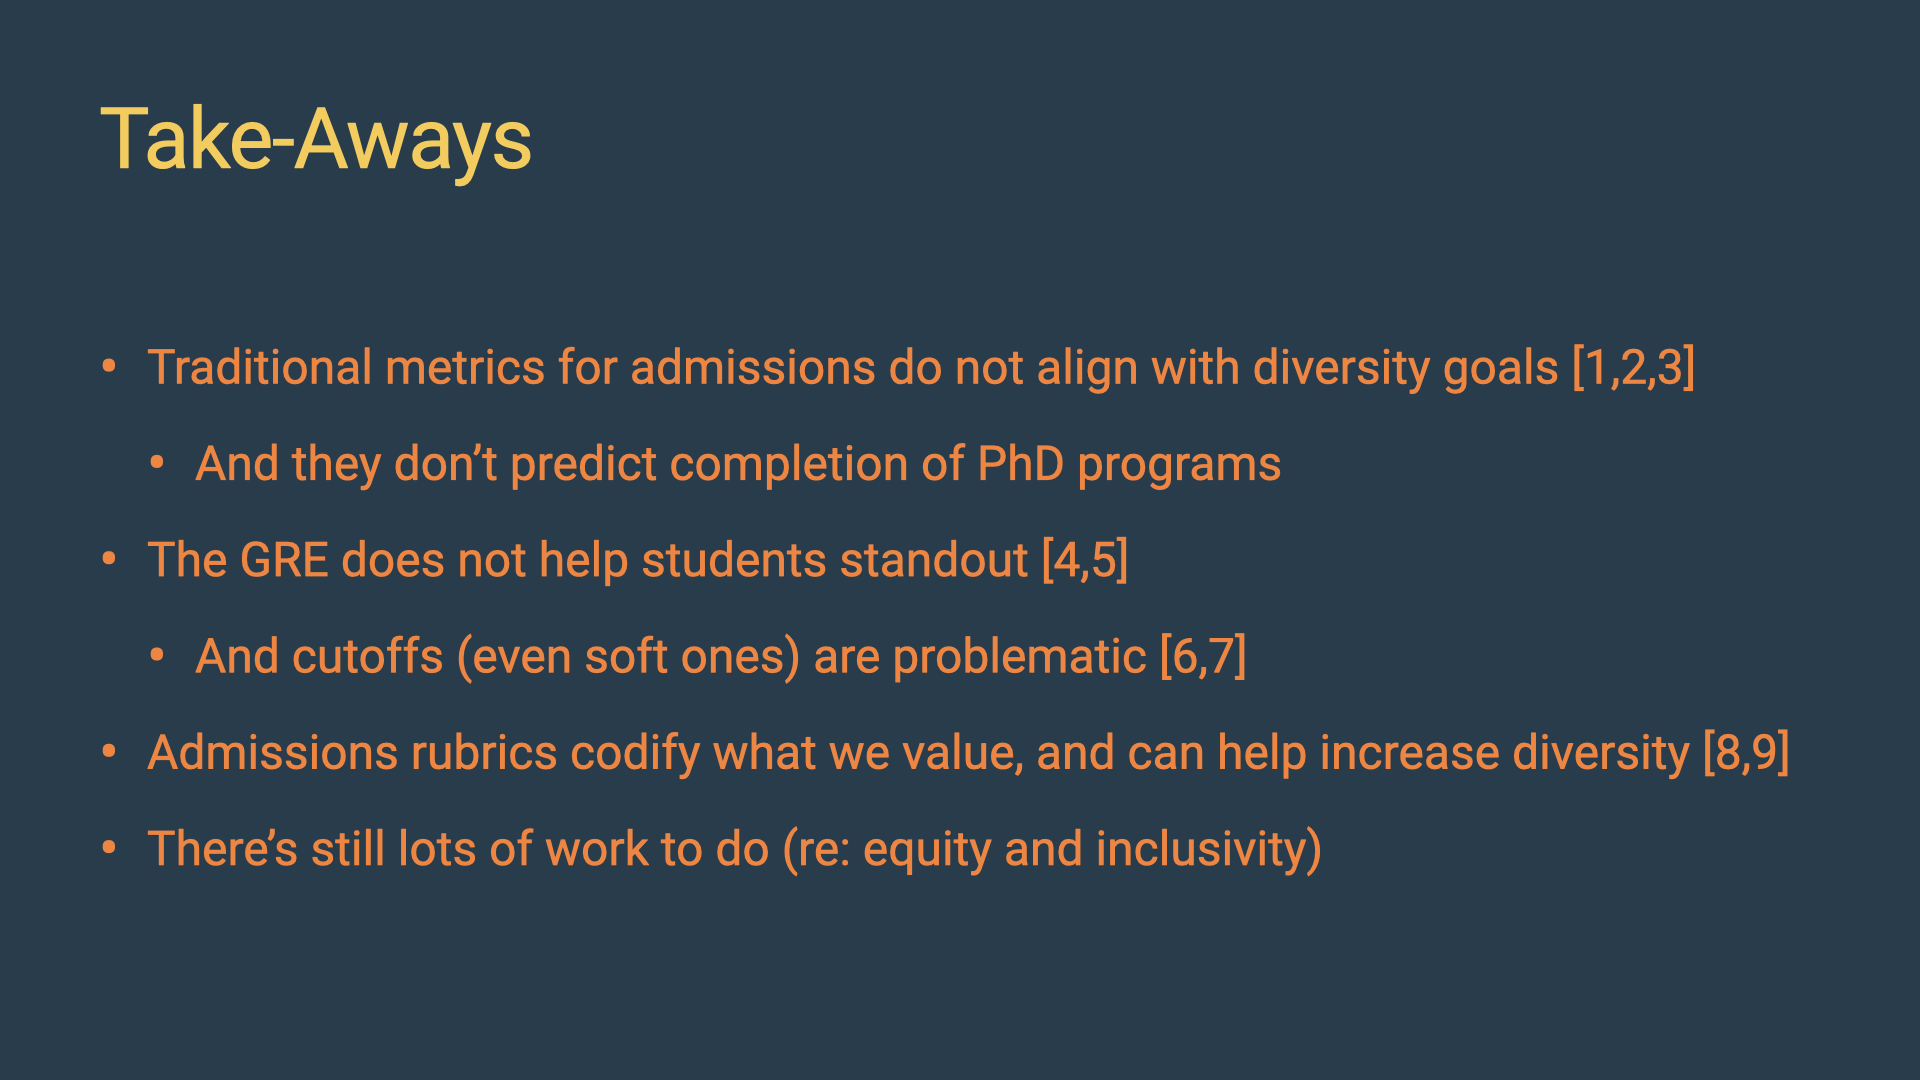 Take-Aways
• Traditional metrics for admissions do not align with diversity goals [1,2,3]
• And they don’t predict completion of PhD programs
• The GRE does not help students standout [4,5]
• And cutoffs (even soft ones) are problematic [6,7]
• Admissions rubrics codify what we value, and can help increase diversity [8,9]
• There’s still lots of work to do (re: equity and inclusivity)